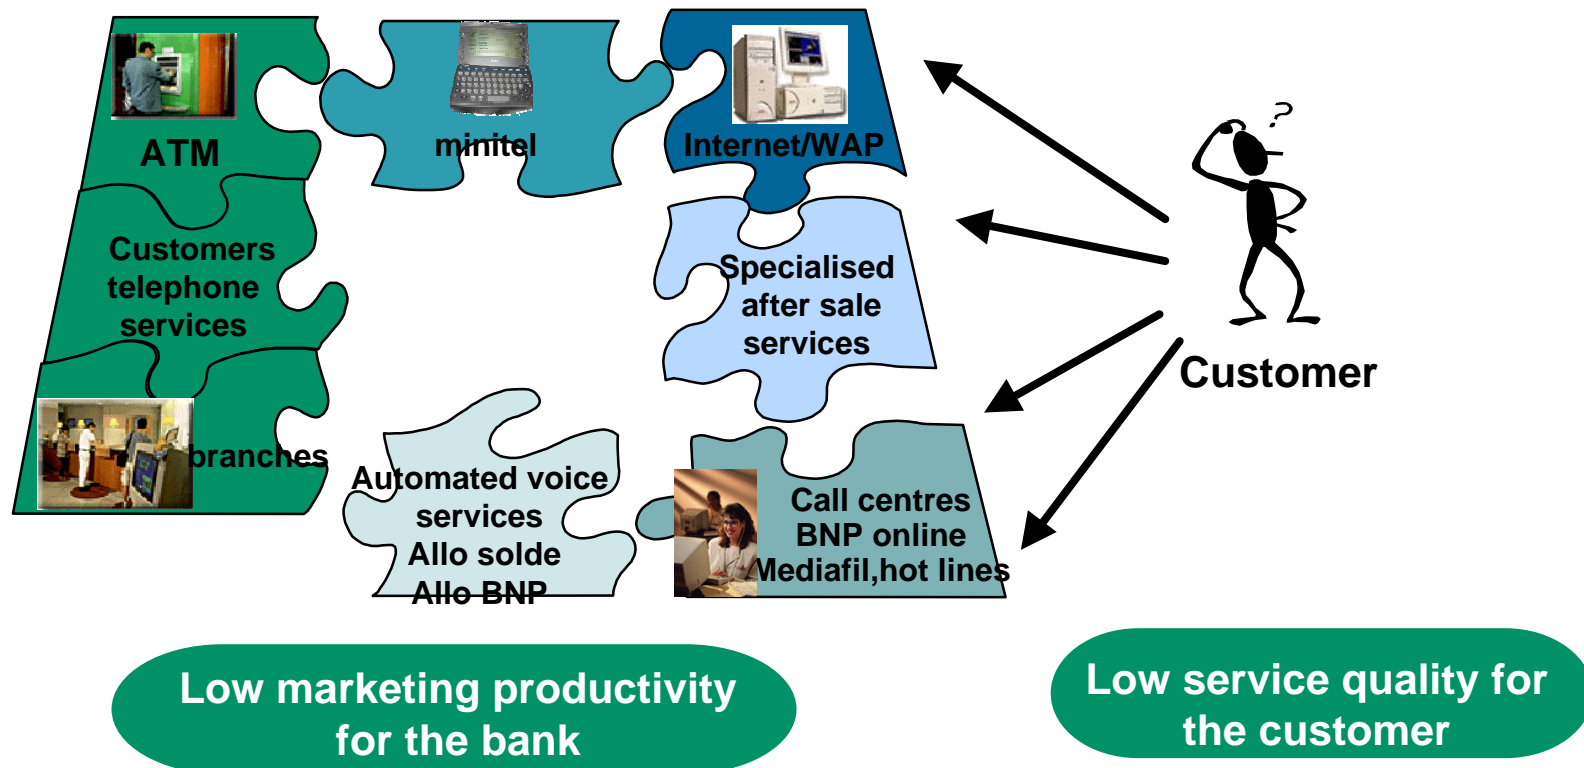 ATM
minitel
Internet/WAP
Customers
telephone
services
Specialised
after sale
services
?
Customer
branches
Automated voice
services
Allo solde
Allo BNP
Call centres
BNP online
Mediafil,hot lines
Low marketing productivity
for the bank
Low service quality for
the customer